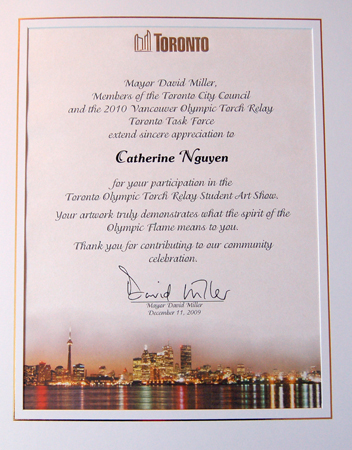 TORONTO
Mayor David Miller,
Members of the Toronto City Council
and the 2010 Vancouver Olympic Torch Relay
Toronto Task Force
extend sincere appreciation to
Catherine Nguyen
for your participation in the
Toronto Olympic Torch Relay Student Art Show.
Your artwork truly demonstrates what the spirit of the
Olympic Flame means to you.
Thank you for contributing to our community
celebration.
David Miller
Mayor David Miller
December 11, 2009